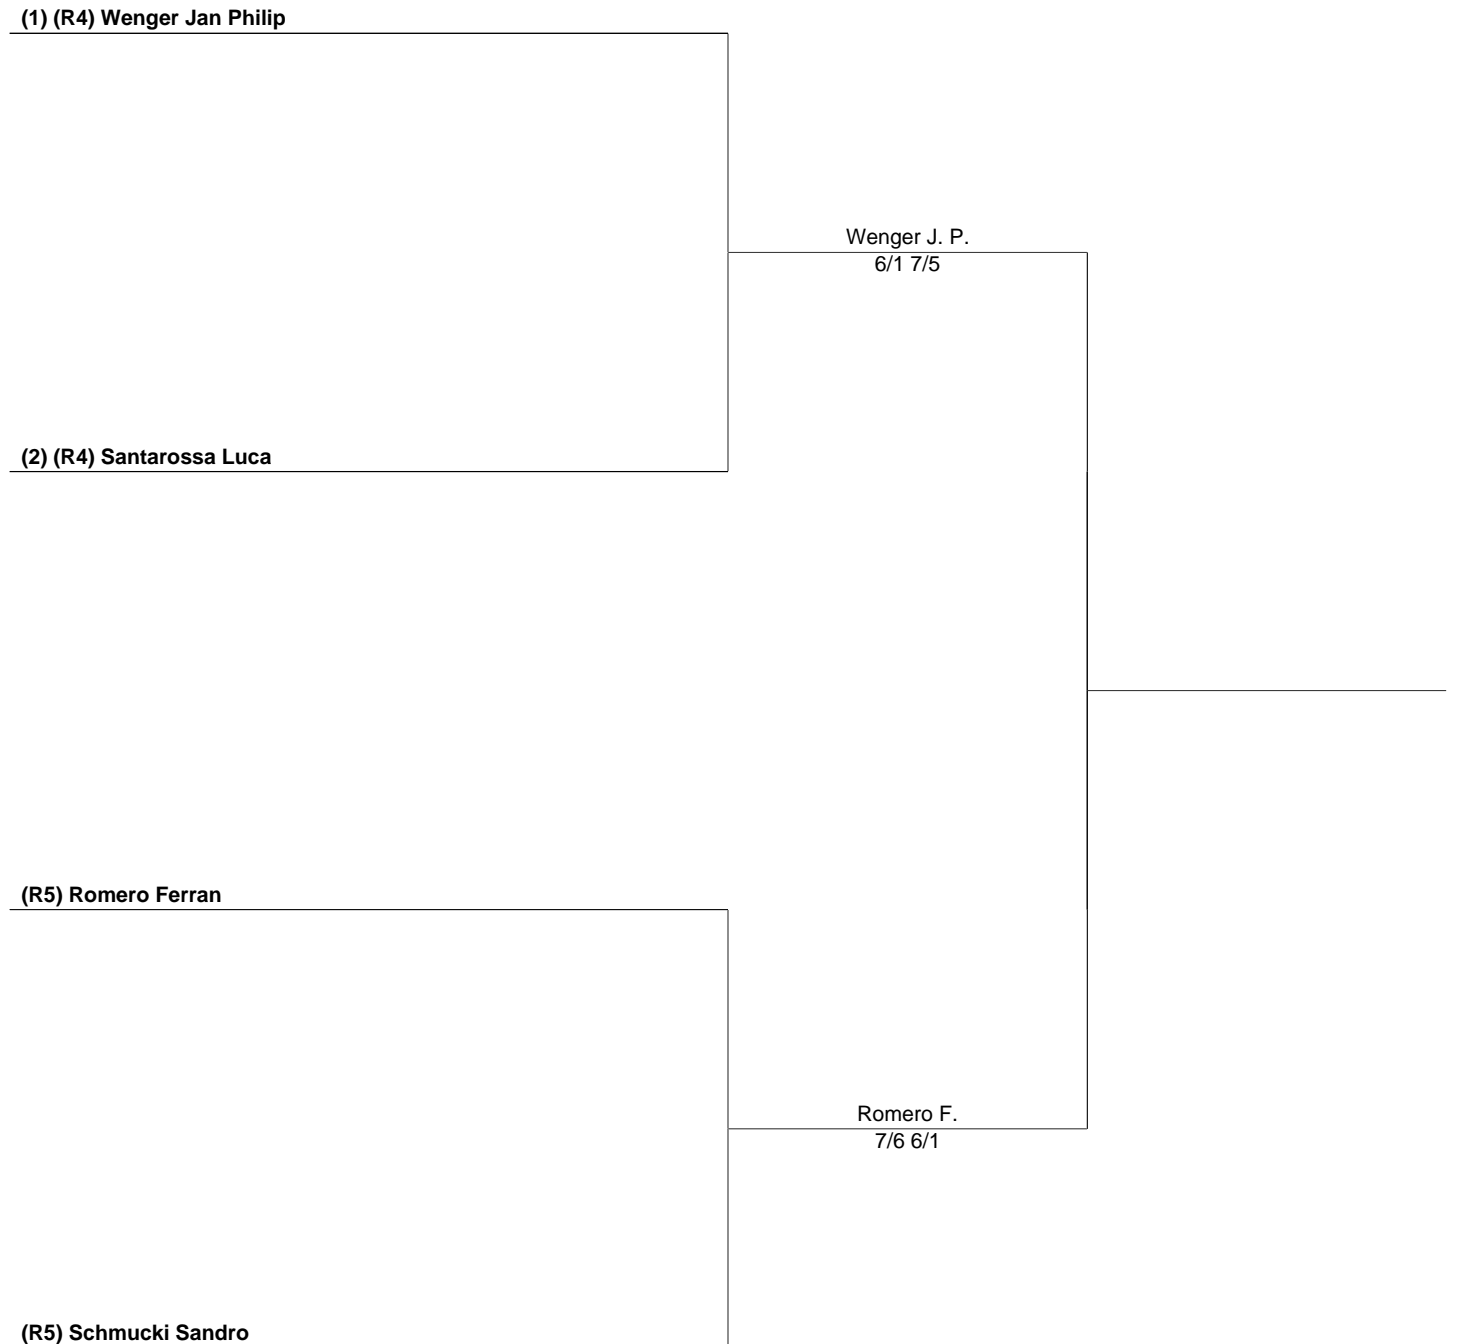 (1) (R4) Wenger Jan Philip
Wenger J. P.
6/1 7/5
(2) (R4) Santarossa Luca
(R5) Romero Ferran
Romero F.
7/6 6/1
(R5) Schmucki Sandro